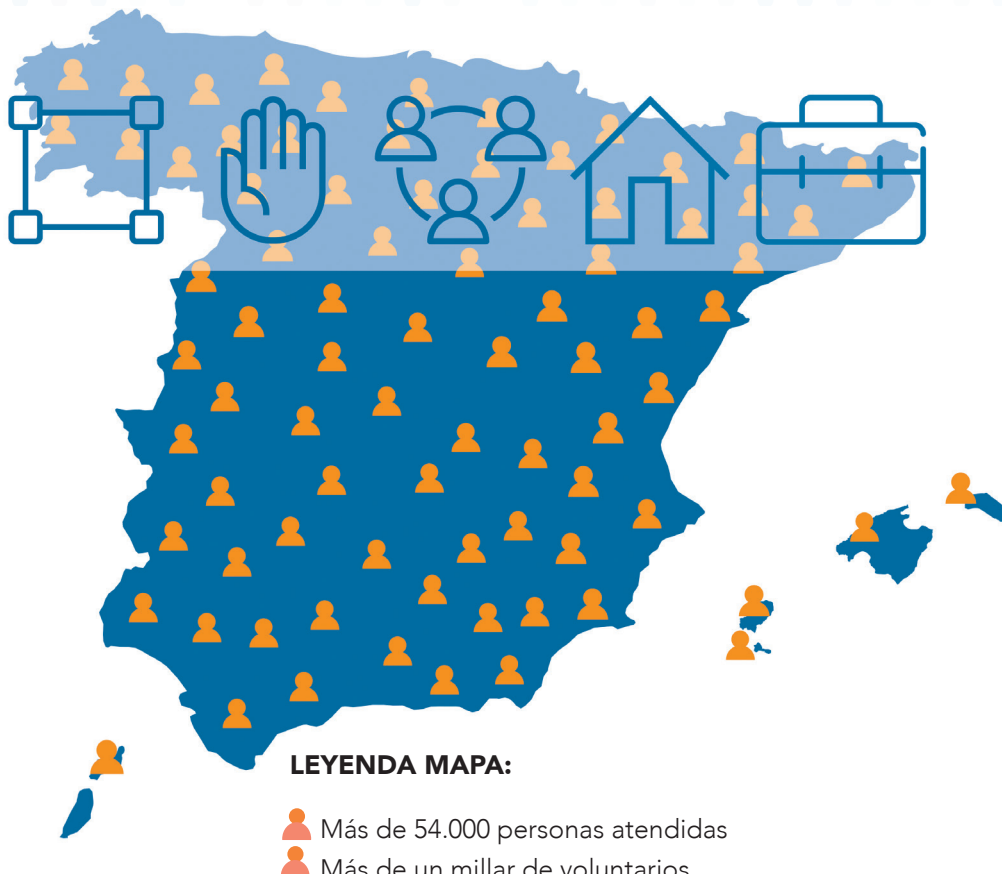 LEYENDA MAPA:
Más de 54.000 personas atendidas
Más de un millar de voluntarios